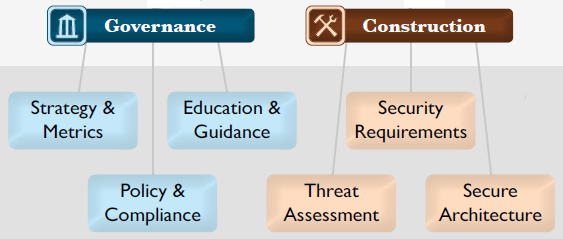 Governance
Construction
Strategy &
Metrics
Education &
Guidance
Security
Requirements
Policy &
Compliance
Threat
Assessment
Secure
Architecture